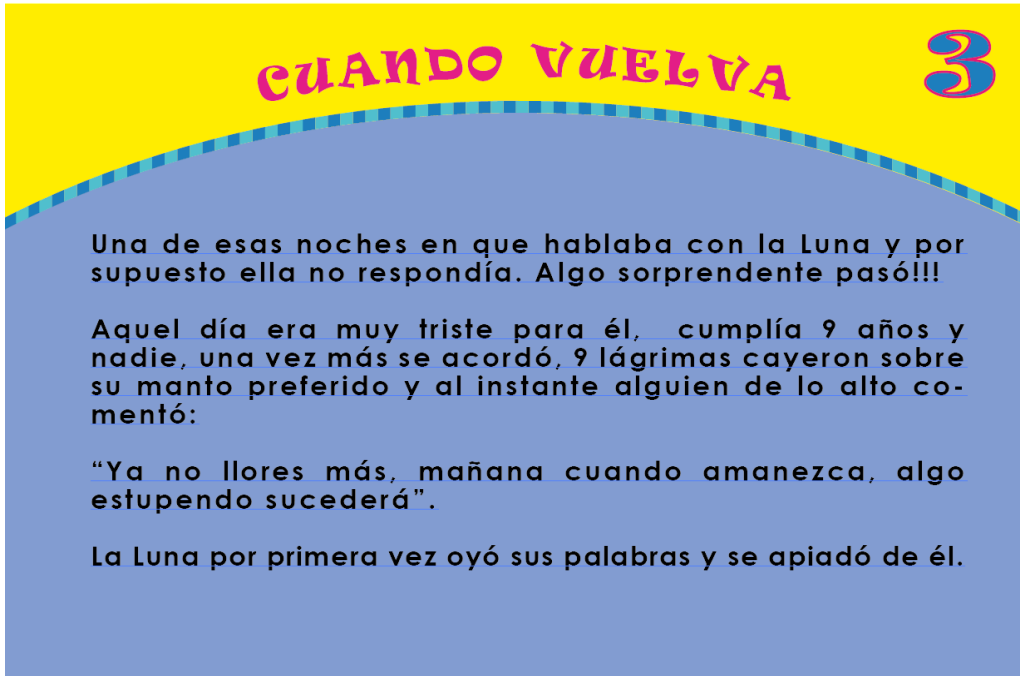 CUANDO VUELVA
3
Una de esas noches en que hablaba con la Luna y por
supuesto ella no respondía. Algo sorprendente pasó!!!
Aquel día era muy triste para él, cumplía 9 años y
nadie, una vez más se acordó, 9 lágrimas cayeron sobre
su manto preferido y al instante alguien de lo alto co-
mentó:
“Ya no llores más, mañana cuando amanezca, algo
estupendo sucederá”.
La Luna por primera vez oyó sus palabras y se apiadó de él.